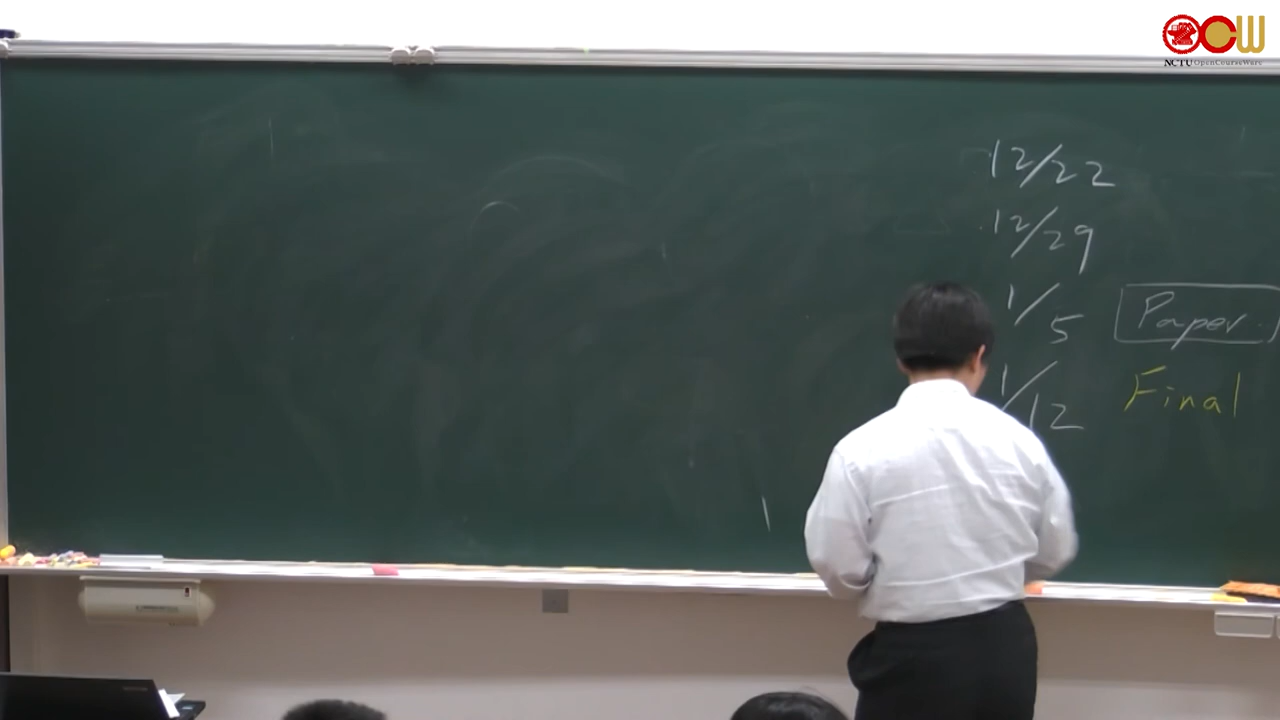 OCW
NCTU OpenCourseWare
12/22
12/29
1/5 Paper
1/12 Final